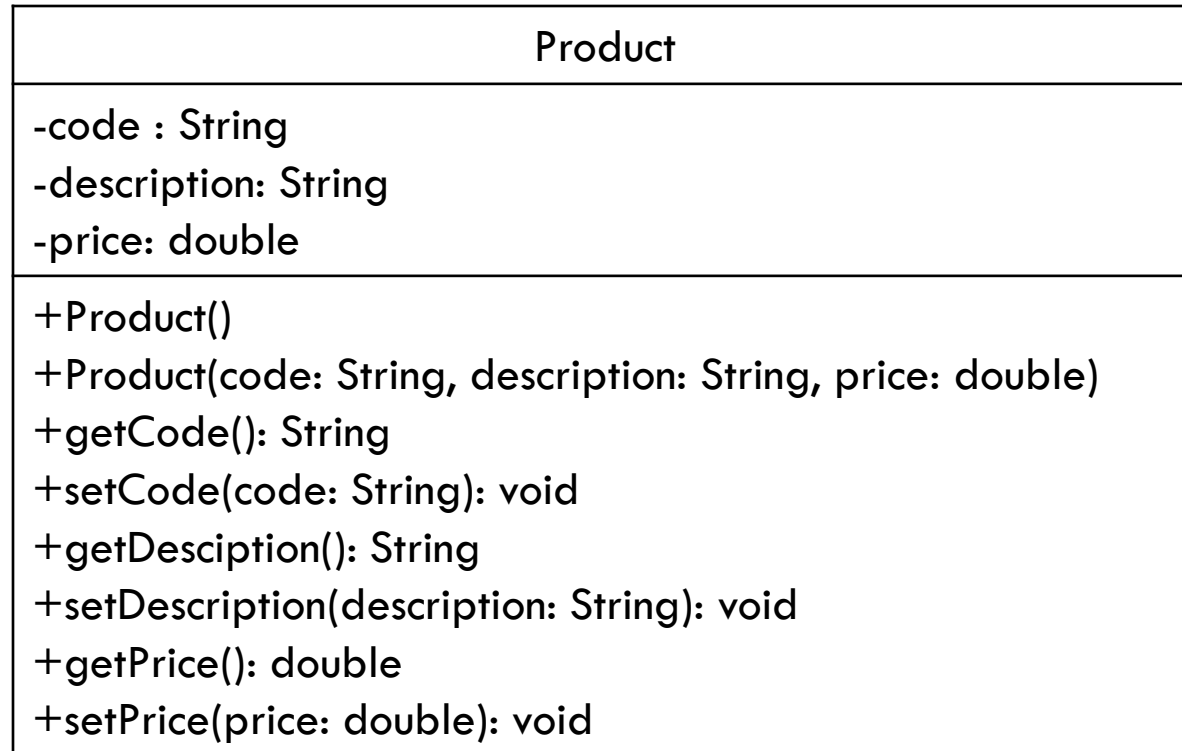 Product
-code : String
-description: String
-price: double
+Product()
+Product(code: String, description: String, price: double)
+getCode(): String
+setCode(code: String): void
+getDesciption(): String
+setDescription(description: String): void
+getPrice(): double
+setPrice(price: double): void